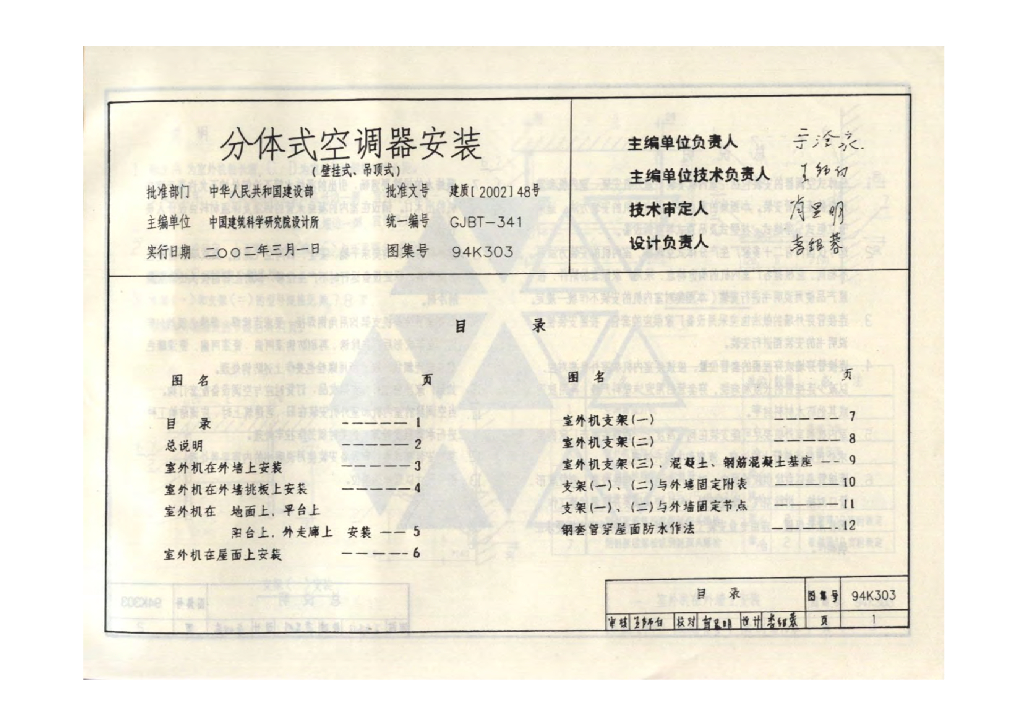 分体式空调器安装
(壁挂式、吊顶式)
批准部门 中华人民共和国建设部 批准文号 建质[2002]48号
主编单位 中国建筑科学研究院设计所 统一编号 GJBT-341
实行日期 二〇〇二年三月一日 图集号 94K303
主编单位负责人
主编单位技术负责人
技术审定人
设计负责人
目 录
图 名 页
目 录 ————— 1
总说明 ————— 2
室外机在外墙上安装 ————— 3
室外机在外墙挑板上安装 ————— 4
室外机在 地面上、平台上
阳台上、外走廊上 安装 —— 5
室外机在屋面上安装 ————— 6
图 名 页
室外机支架(一) ————— 7
室外机支架(二) ————— 8
室外机支架(三)、混凝土、钢筋混凝土基座 —— 9
支架(一)、(二)与外墙固定附表 ————— 10
支架(一)、(二)与外墙固定节点 ————— 11
钢套管穿屋面防水作法 ————— 12
目 录 图集号 94K303
审核 校对 设计 页 1